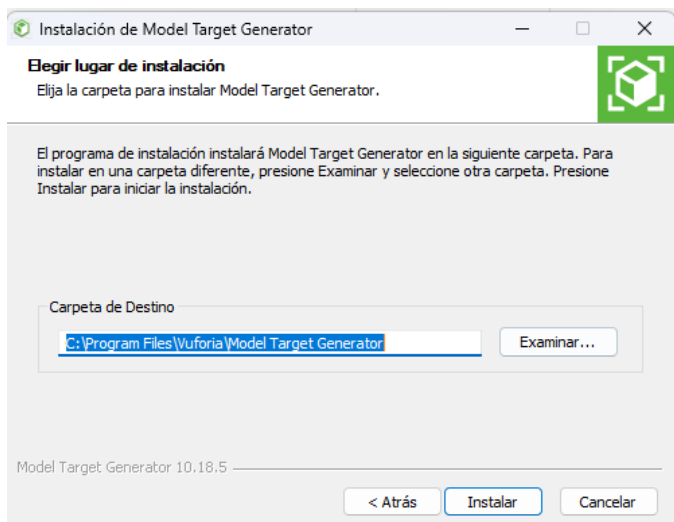 Instalación de Model Target Generator
Elegir lugar de instalación
Elija la carpeta para instalar Model Target Generator.
El programa de instalación instalará Model Target Generator en la siguiente carpeta. Para
instalar en una carpeta diferente, presione Examinar y seleccione otra carpeta. Presione
Instalar para iniciar la instalación.
Carpeta de Destino
C:\Program Files\Vuforia\Model Target Generator
Examinar...
Model Target Generator 10.18.5
< Atrás
Instalar
Cancelar